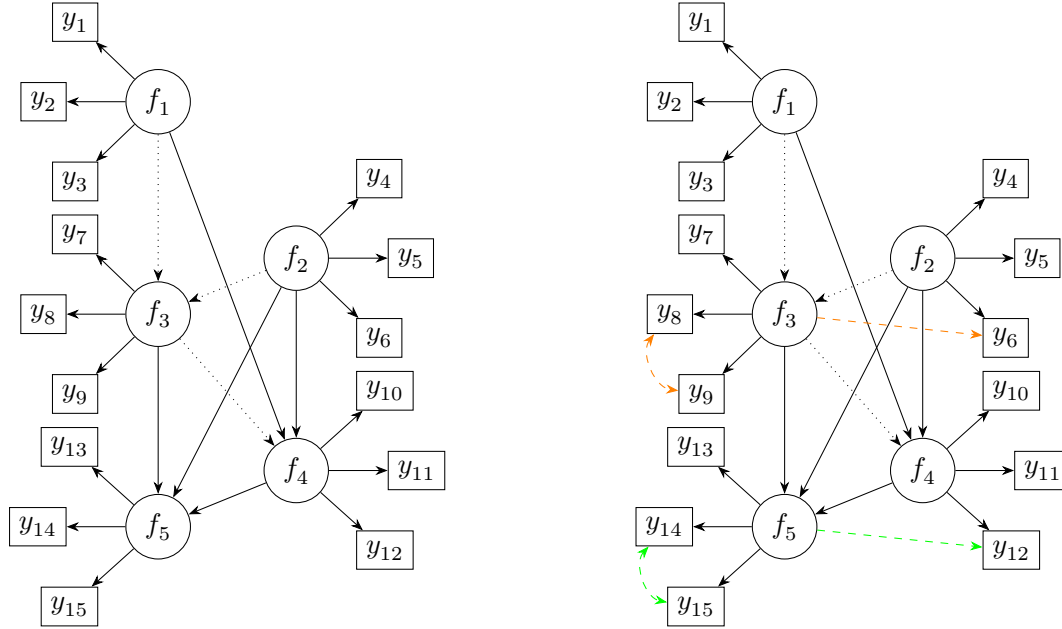 y₁
y₂
f₁
y₃
y₄
y₇
f₂
y₅
y₈
f₃
y₆
y₉
y₁₀
y₁₃
f₄
y₁₁
y₁₄
f₅
y₁₂
y₁₅
y₁
y₂
f₁
y₃
y₄
y₇
f₂
y₅
y₈
f₃
y₆
y₉
y₁₀
y₁₃
f₄
y₁₁
y₁₄
f₅
y₁₂
y₁₅